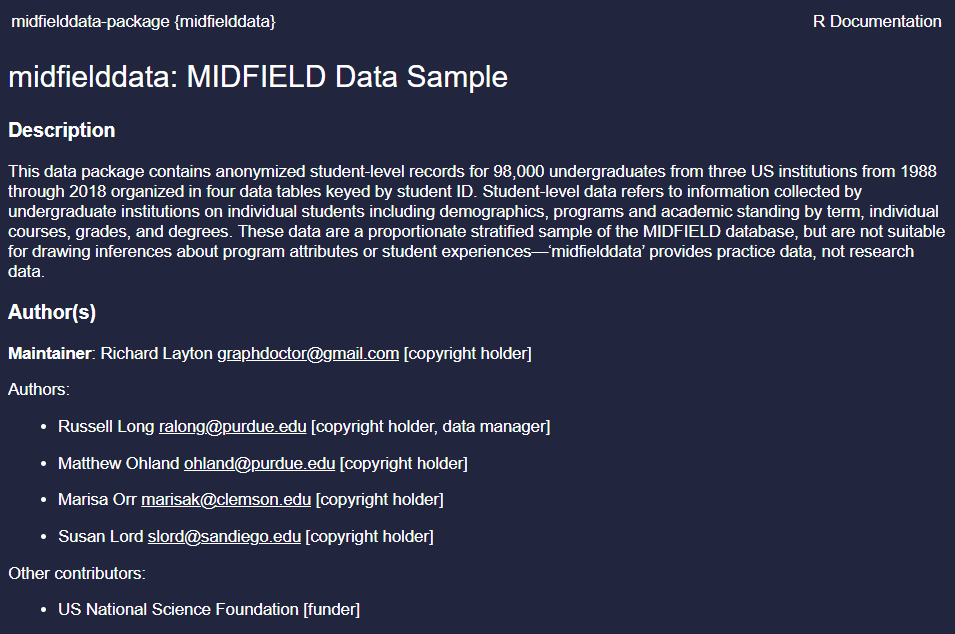 midfielddata-package {midfielddata} R Documentation
midfielddata: MIDFIELD Data Sample
Description
This data package contains anonymized student-level records for 98,000 undergraduates from three US institutions from 1988
through 2018 organized in four data tables keyed by student ID. Student-level data refers to information collected by
undergraduate institutions on individual students including demographics, programs and academic standing by term, individual
courses, grades, and degrees. These data are a proportionate stratified sample of the MIDFIELD database, but are not suitable
for drawing inferences about program attributes or student experiences—‘midfielddata’ provides practice data, not research
data.
Author(s)
Maintainer: Richard Layton graphdoctor@gmail.com [copyright holder]
Authors:
• Russell Long ralong@purdue.edu [copyright holder, data manager]
• Matthew Ohland ohland@purdue.edu [copyright holder]
• Marisa Orr marisak@clemson.edu [copyright holder]
• Susan Lord slord@sandiego.edu [copyright holder]
Other contributors:
• US National Science Foundation [funder]